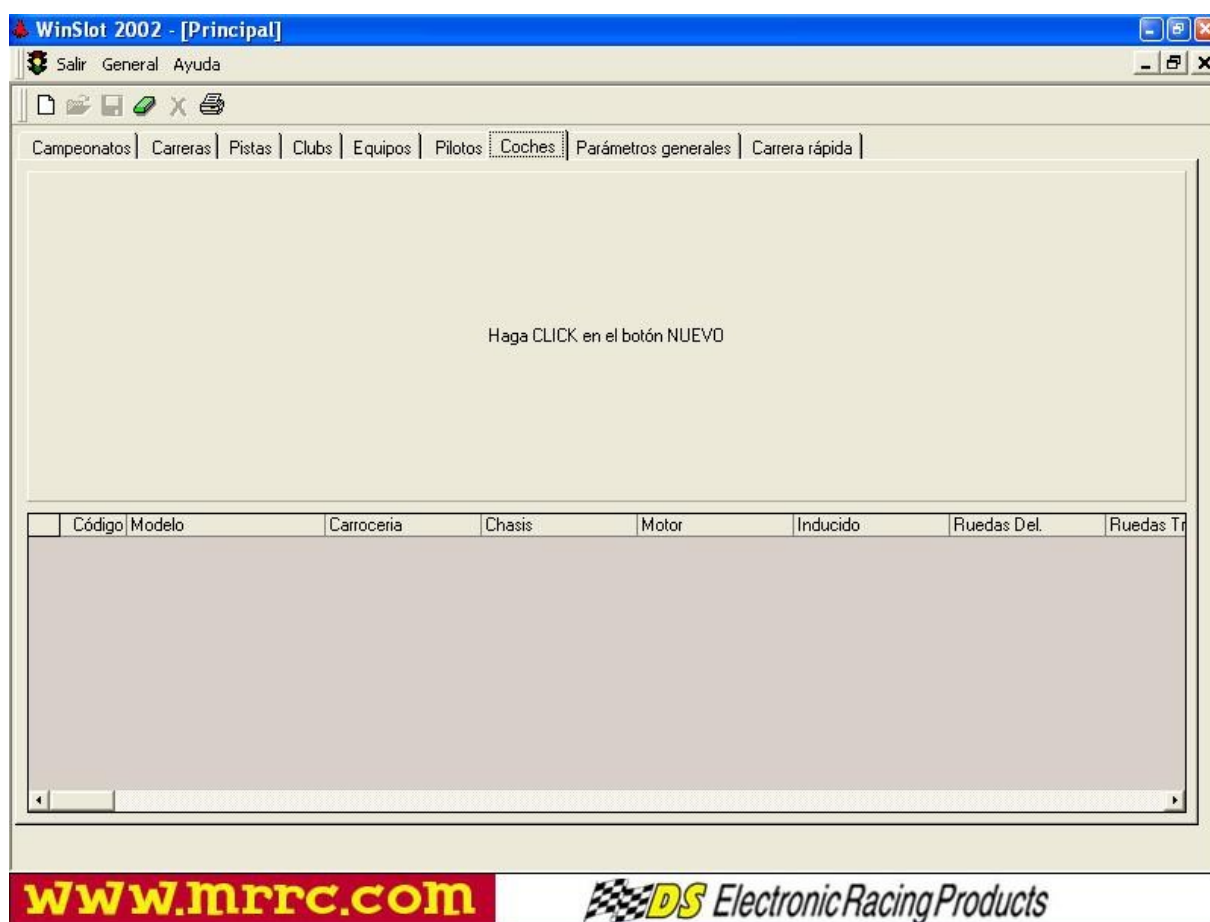 WinSlot 2002 - [Principal]
Salir General Ayuda
Campeonatos Carreras Pistas Clubs Equipos Pilotos Coches Parámetros generales Carrera rápida
Haga CLICK en el botón NUEVO
Código Modelo Carroceria Chasis Motor Inducido Ruedas Del. Ruedas Tr
www.mrrc.com DS Electronic Racing Products